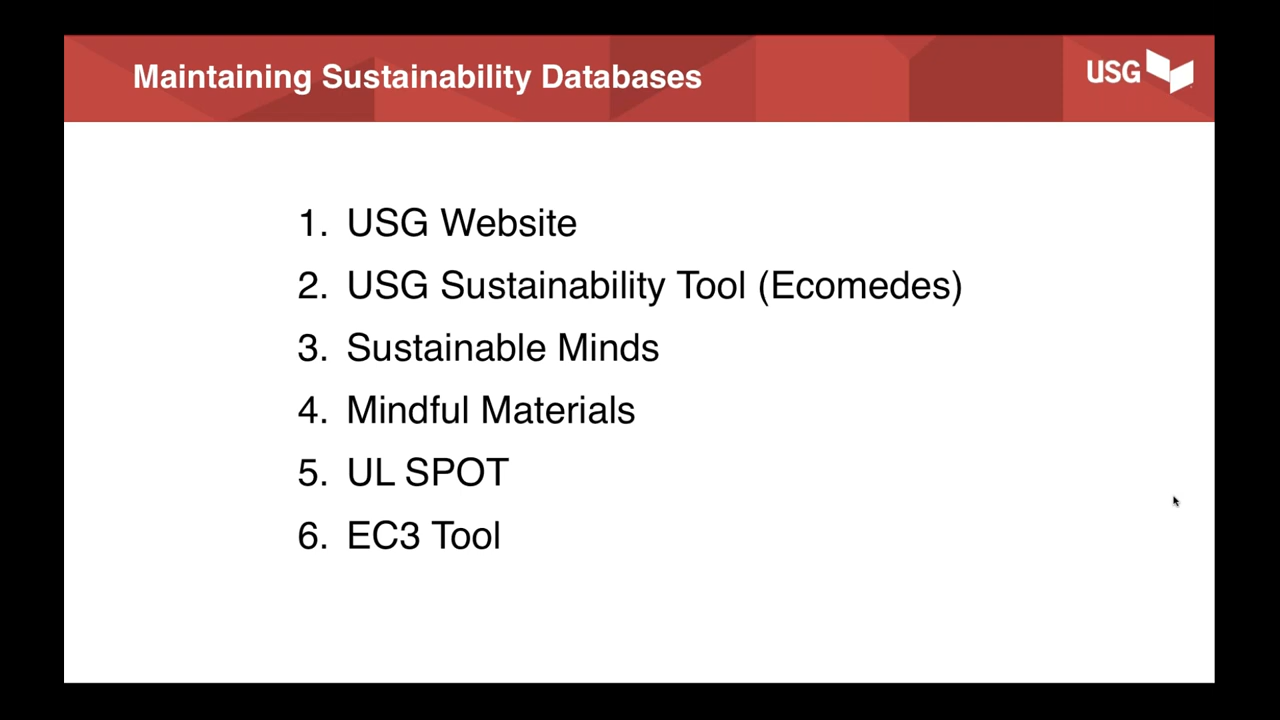 Maintaining Sustainability Databases
USG
1. USG Website
2. USG Sustainability Tool (Ecomedes)
3. Sustainable Minds
4. Mindful Materials
5. UL SPOT
6. EC3 Tool